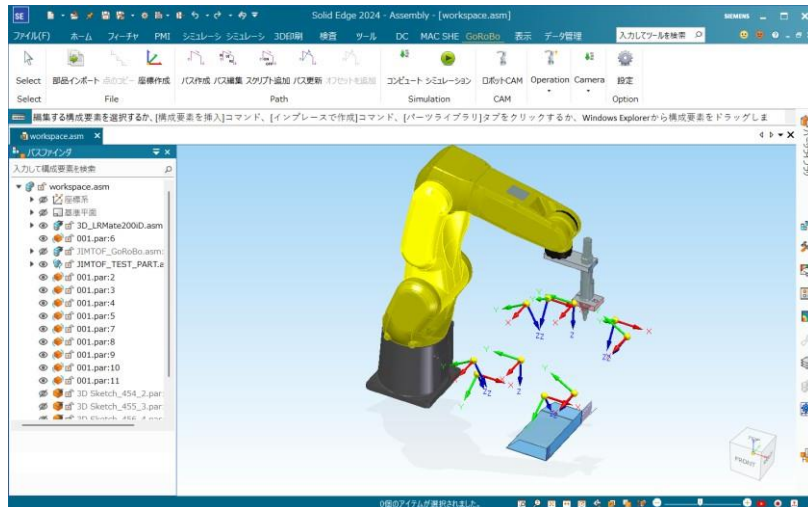 SE
Solid Edge 2024 - Assembly - [workspace.asm]
SIEMENS
ファイル(F) ホーム フィーチャ PMI シミュレーシ シミュレーシ 3D印刷 検査 ツール DC MAC SHE GoRoBo 表示 データ管理 入力してツールを検索
Select 部品インポート 点のコピー 座標作成 パス作成 パス編集 スクリプト追加 パス更新 オフセットを追加 コンピュート シミュレーション ロボットCAM Operation Camera 設定
Select File Path Simulation CAM Option
編集する構成要素を選択するか、[構成要素を挿入]コマンド、[インプレースで作成]コマンド、[パーツライブラリ]タブをクリックするか、Windows Explorerから構成要素をドラッグしま
workspace.asm
パスファインダ
入力して構成要素を検索
workspace.asm
座標系
基準平面
3D_LRMate200iD.asm
001.par:6
JIMTOF_GoRoBo.asm:
JIMTOF_TEST_PART.a
001.par:2
001.par:3
001.par:4
001.par:5
001.par:7
001.par:8
001.par:9
001.par:10
001.par:11
3D Sketch_454_2.par
3D Sketch_455_3.par
3D Sketch_456_4.par
FRONT
0個のアイテムが選択されました。